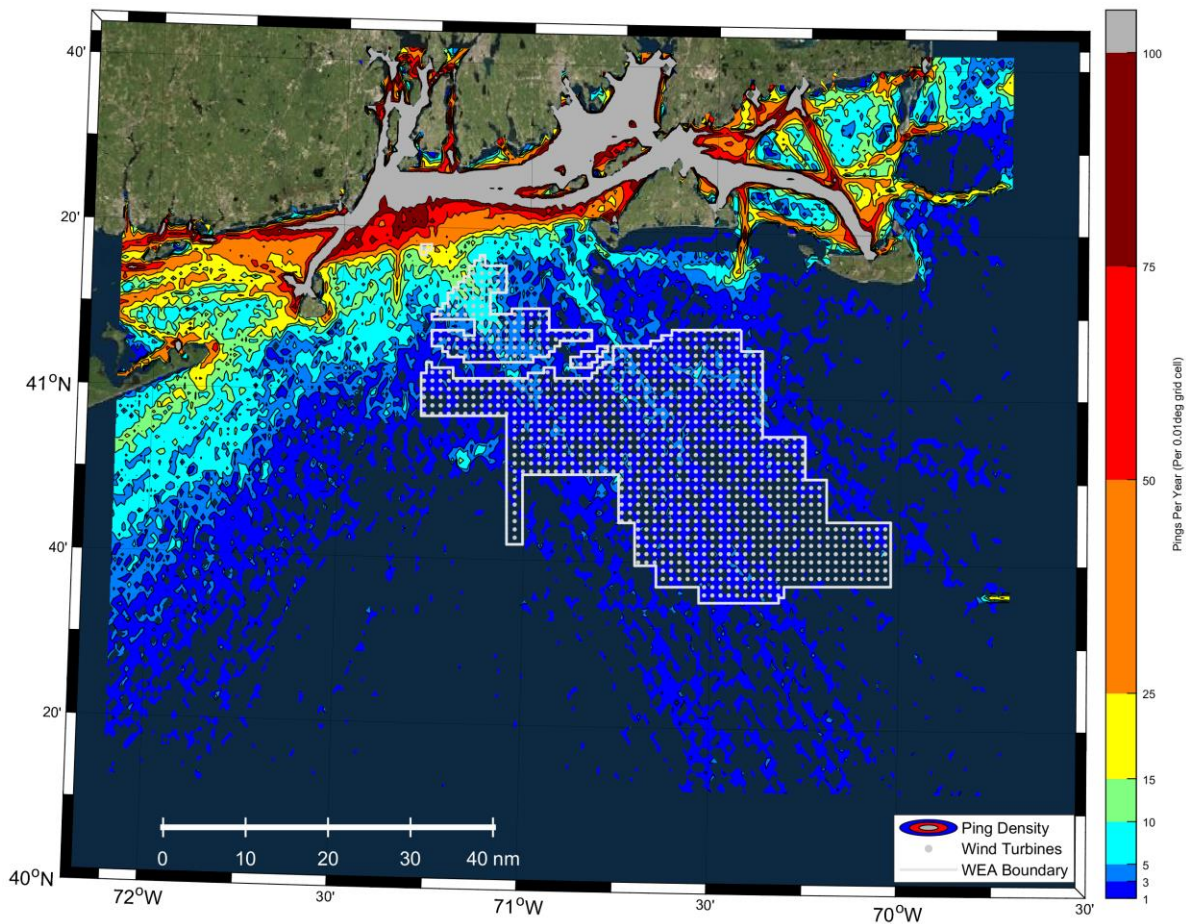 40'
20'
41°N
40'
20'
40°N
72°W
30'
71°W
30'
70°W
30'
0
10
20
30
40 nm
Ping Density
Wind Turbines
WEA Boundary
100
75
50
25
15
10
5
3
1
Pings Per Year (Per 0.01deg grid cell)